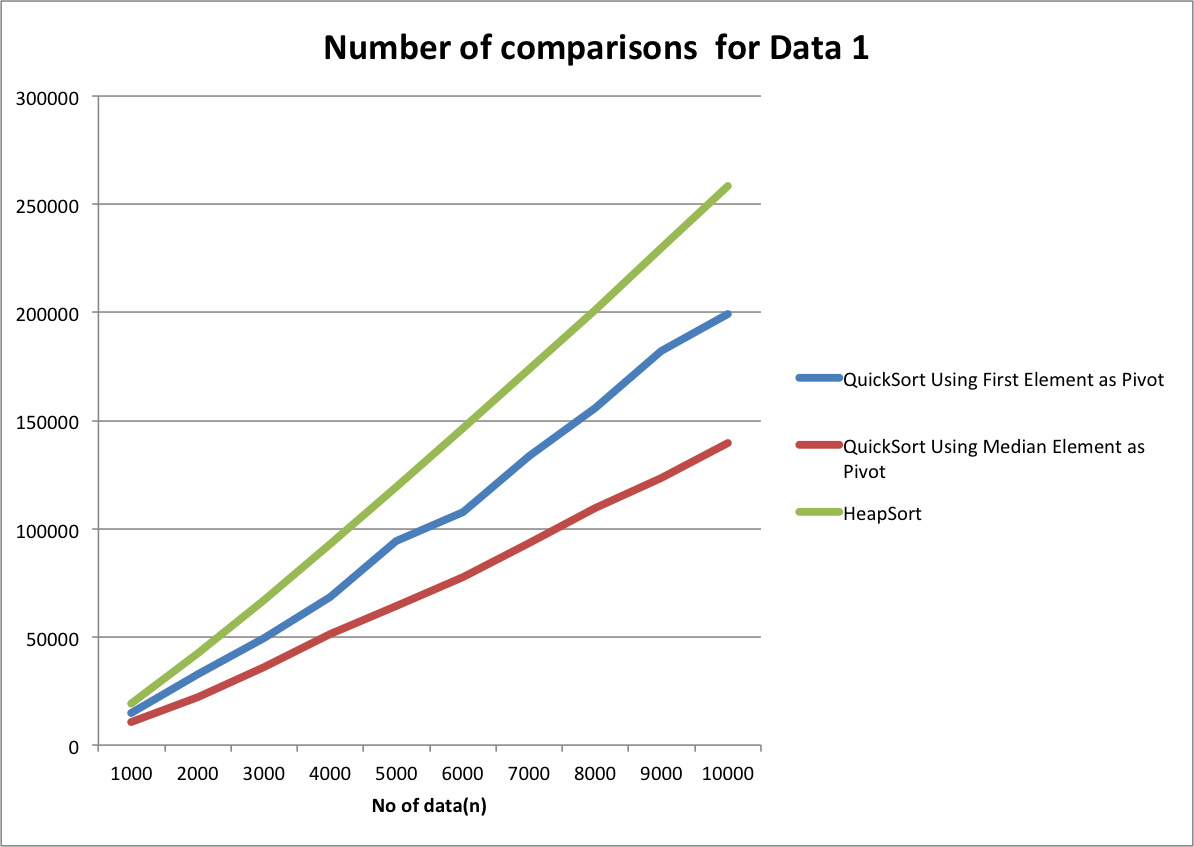 Number of comparisons  for Data 1
300000
250000
200000
150000
100000
50000
0
1000 2000 3000 4000 5000 6000 7000 8000 9000 10000
No of data(n)
QuickSort Using First Element as Pivot
QuickSort Using Median Element as
Pivot
HeapSort